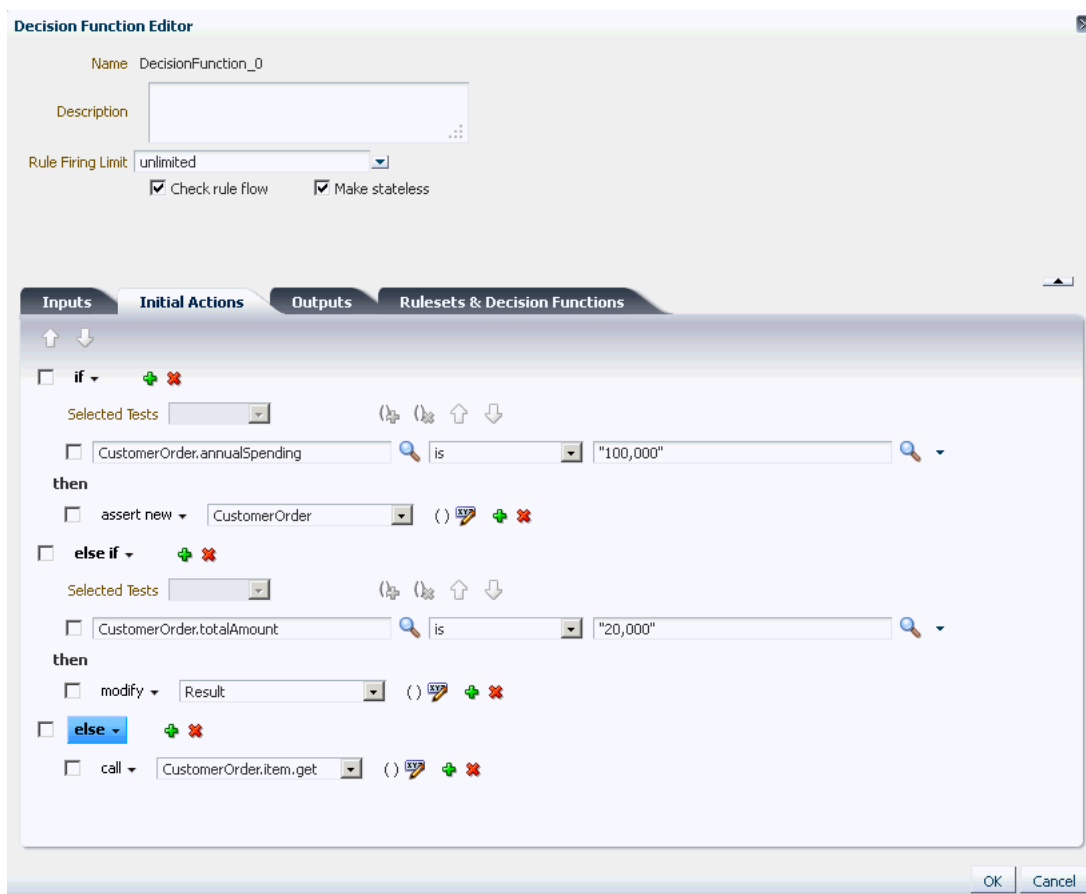 Decision Function Editor
Name DecisionFunction_0
Description
Rule Firing Limit unlimited
Check rule flow Make stateless
Inputs Initial Actions Outputs Rulesets & Decision Functions
if
Selected Tests
CustomerOrder.annualSpending is "100,000"
then
assert new CustomerOrder ()
else if
Selected Tests
CustomerOrder.totalAmount is "20,000"
then
modify Result ()
else
call CustomerOrder.item.get ()
OK Cancel